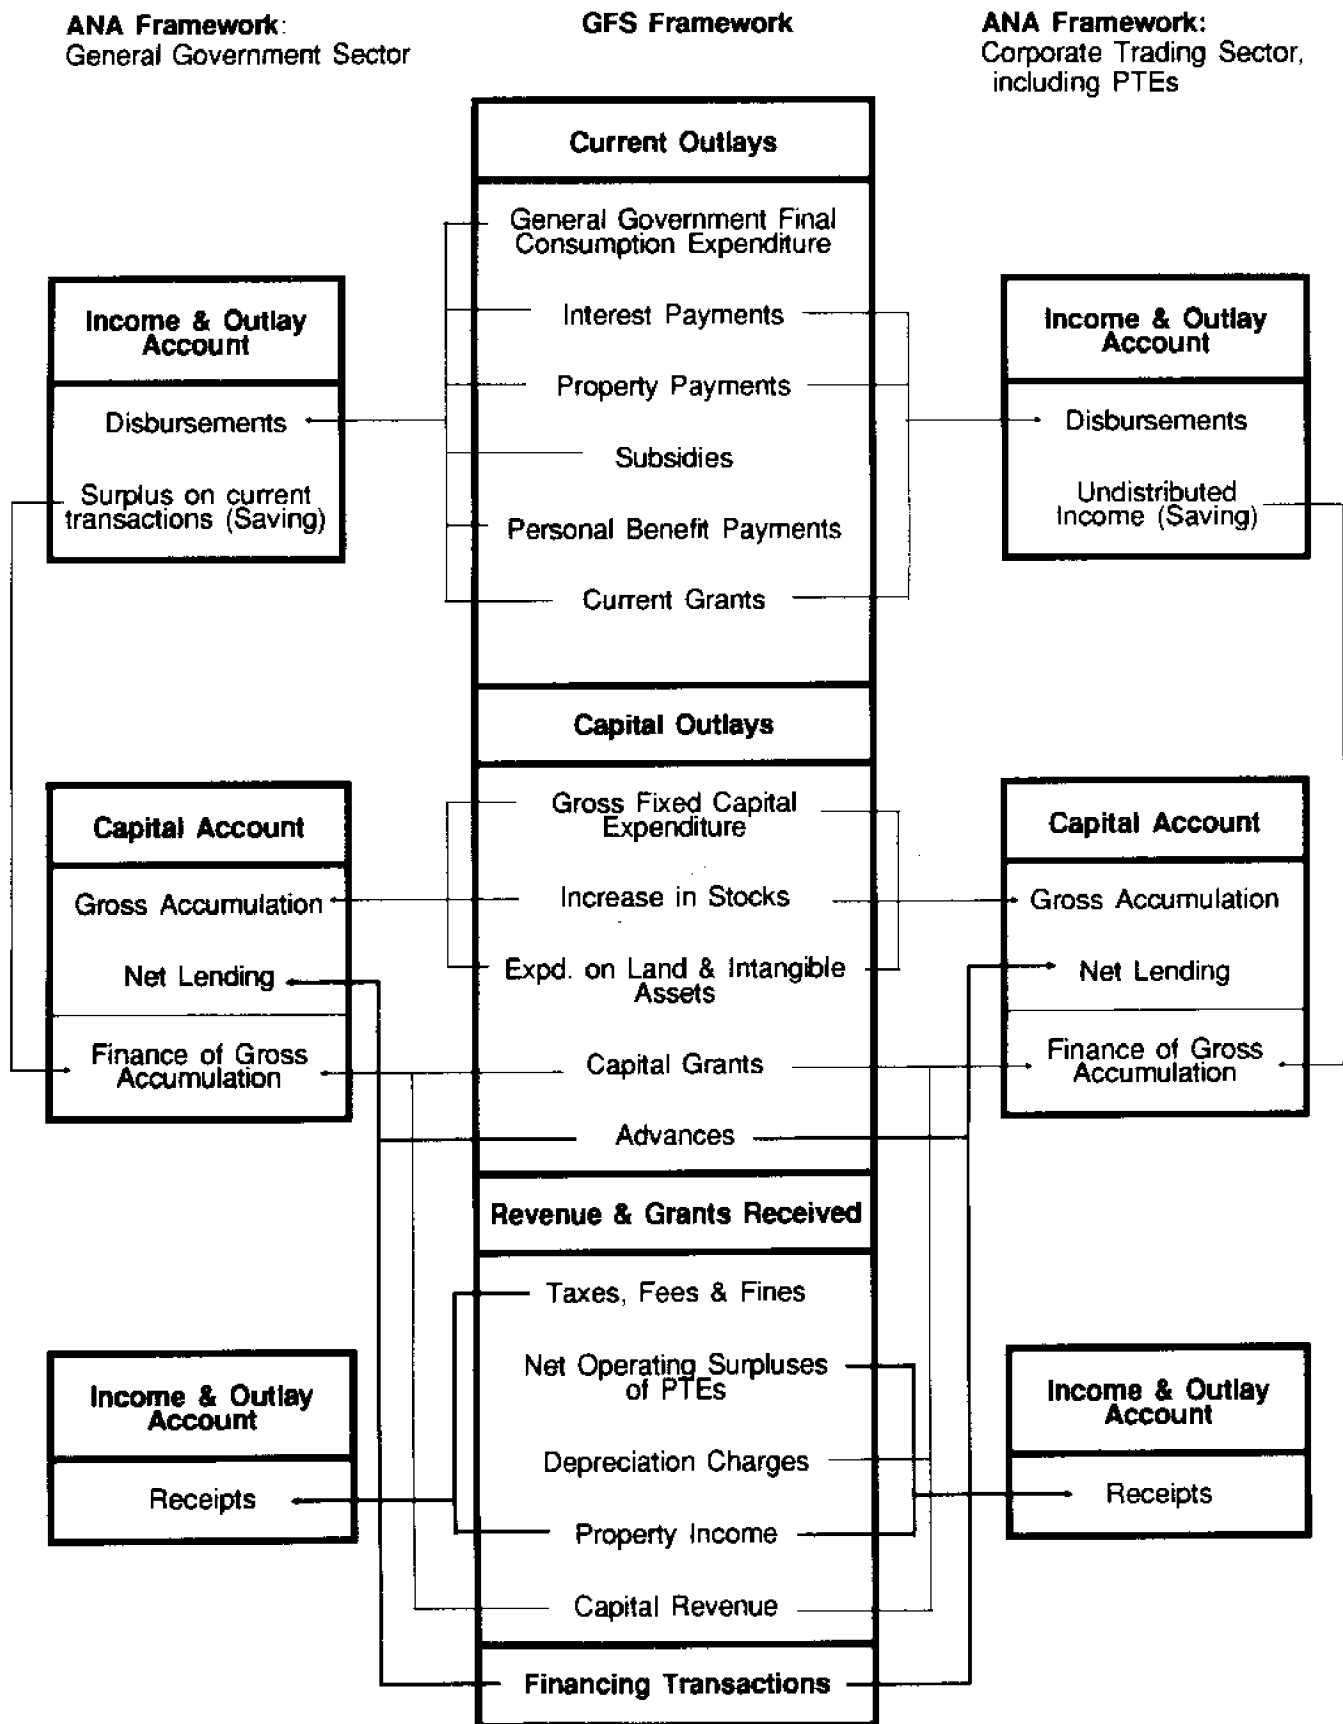 ANA Framework:
General Government Sector
GFS Framework
ANA Framework:
Corporate Trading Sector,
including PTEs
Current Outlays
General Government Final
Consumption Expenditure
Interest Payments
Property Payments
Subsidies
Personal Benefit Payments
Current Grants
Income & Outlay
Account
Disbursements
Surplus on current
transactions (Saving)
Income & Outlay
Account
Disbursements
Undistributed
Income (Saving)
Capital Outlays
Gross Fixed Capital
Expenditure
Increase in Stocks
Expd. on Land & Intangible
Assets
Capital Grants
Advances
Capital Account
Gross Accumulation
Net Lending
Finance of Gross
Accumulation
Capital Account
Gross Accumulation
Net Lending
Finance of Gross
Accumulation
Revenue & Grants Received
Taxes, Fees & Fines
Net Operating Surpluses
of PTEs
Depreciation Charges
Property Income
Capital Revenue
Income & Outlay
Account
Receipts
Income & Outlay
Account
Receipts
Financing Transactions